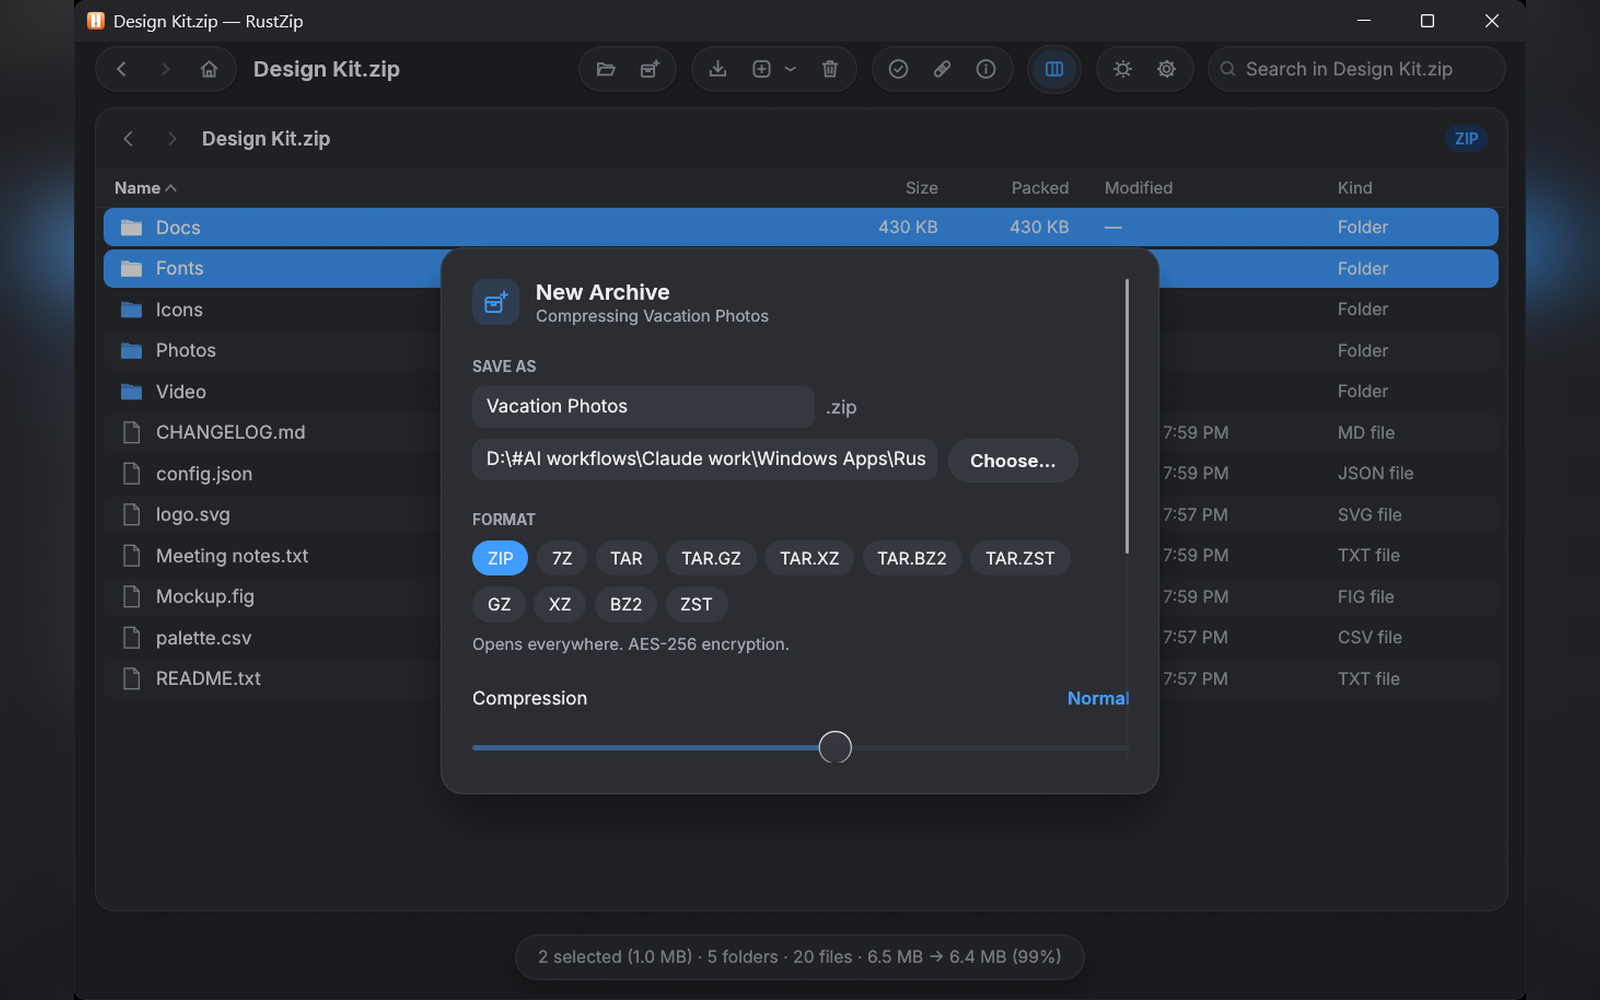 Design Kit.zip — RustZip
Design Kit.zip
Search in Design Kit.zip
Design Kit.zip
ZIP
Name Size Packed Modified Kind
Docs 430 KB 430 KB — Folder
Fonts Folder
Icons Folder
Photos Folder
Video Folder
CHANGELOG.md 7:59 PM MD file
config.json 7:59 PM JSON file
logo.svg 7:57 PM SVG file
Meeting notes.txt 7:59 PM TXT file
Mockup.fig 7:59 PM FIG file
palette.csv 7:57 PM CSV file
README.txt 7:57 PM TXT file
New Archive
Compressing Vacation Photos
SAVE AS
Vacation Photos .zip
D:\#AI workflows\Claude work\Windows Apps\Rus Choose...
FORMAT
ZIP 7Z TAR TAR.GZ TAR.XZ TAR.BZ2 TAR.ZST
GZ XZ BZ2 ZST
Opens everywhere. AES-256 encryption.
Compression Normal
2 selected (1.0 MB) · 5 folders · 20 files · 6.5 MB → 6.4 MB (99%)